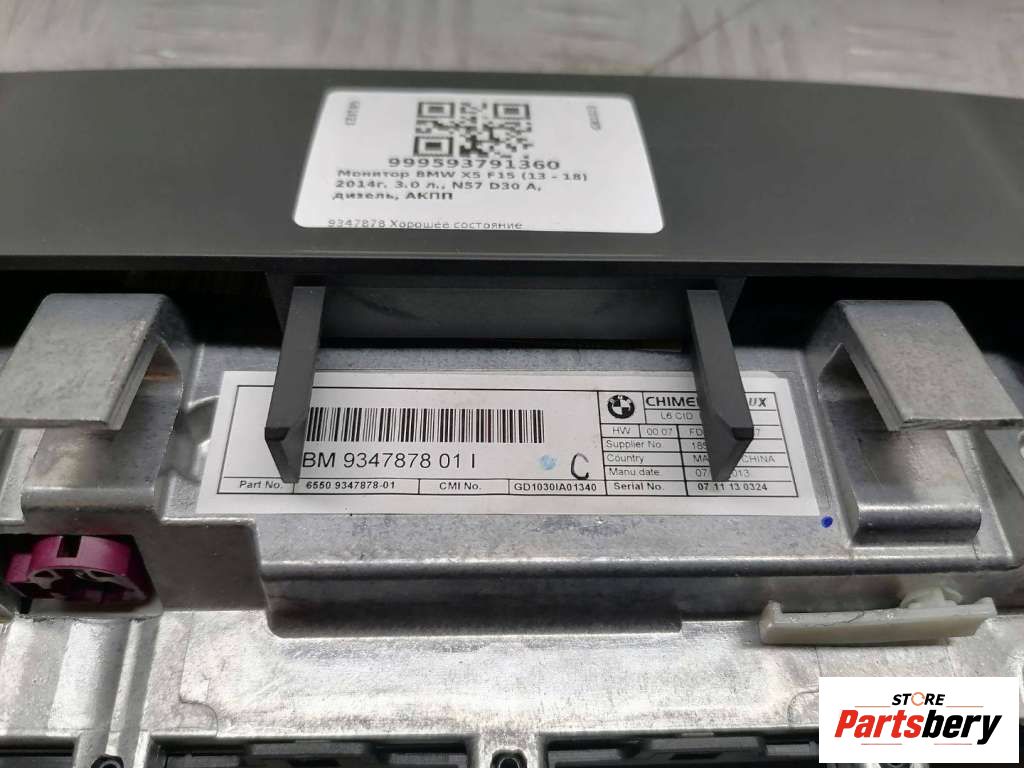 999593791360
Монитор BMW X5 F15 (13 - 18)
2014г. 3.0 л., N57 D30 A,
дизель, АКПП
9347878 Хорошее состояние
BM 9347878 01 I
C
Part No. 6550 9347878-01 CMI No. GD1030IA01340
L6 CID
HW 00 07
Supplier No
Country
Manu.date
Serial No. 07 11 13 0324
STORE
Partsbery